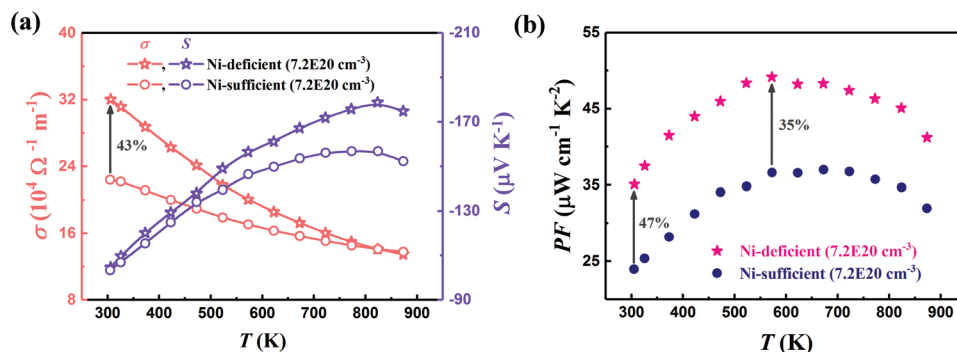 (a)
σ S
Ni-deficient (7.2E20 cm⁻³)
Ni-sufficient (7.2E20 cm⁻³)
43%
40
32
24
16
8
σ (10⁴ Ω⁻¹ m⁻¹)
-210
-170
-130
-90
S (μV K⁻¹)
300 400 500 600 700 800 900
T (K)
(b)
55
45
35
25
PF (μW cm⁻¹ K⁻²)
35%
47%
Ni-deficient (7.2E20 cm⁻³)
Ni-sufficient (7.2E20 cm⁻³)
300 400 500 600 700 800 900
T (K)